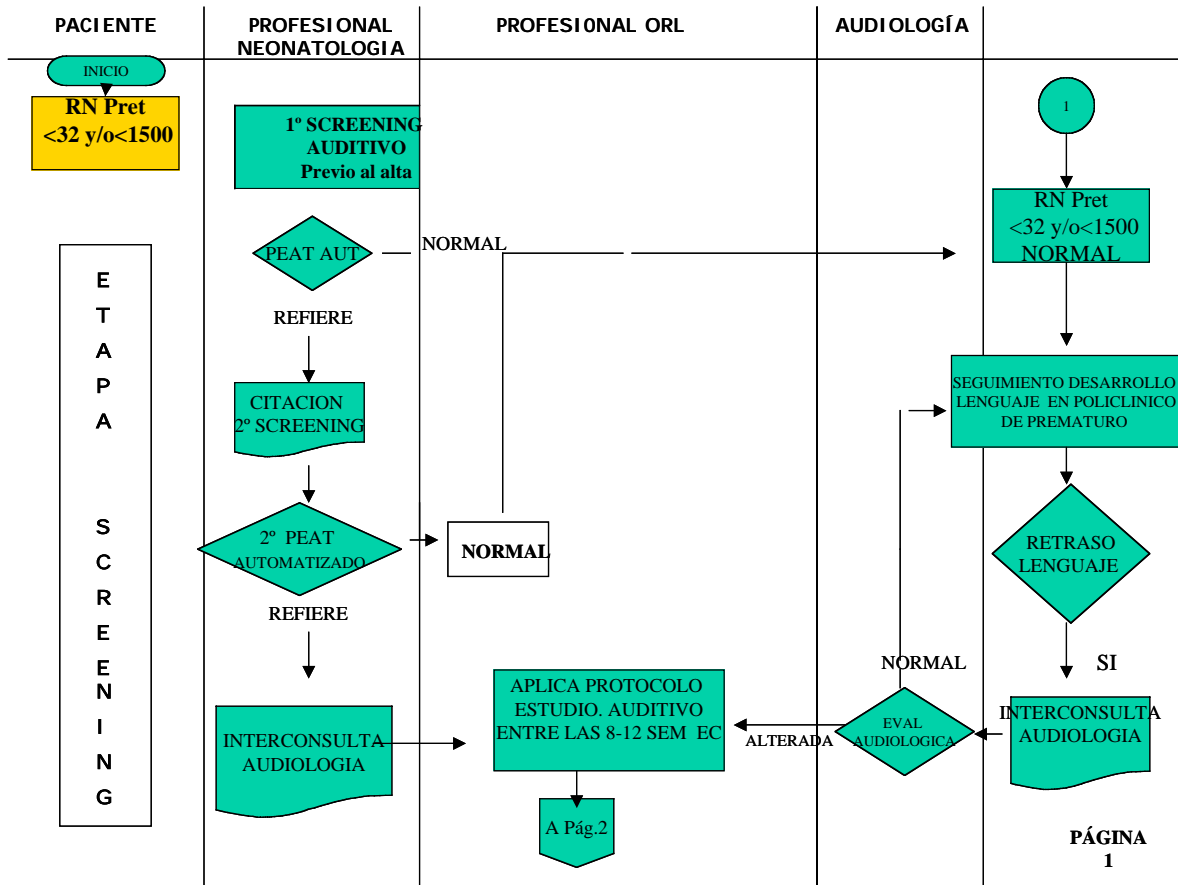 PACIENTE
PROFESIONAL
NEONATOLOGIA
PROFESIONAL ORL
AUDIOLOGÍA
INICIO
RN Pret
<32 y/o<1500
1º SCREENING
AUDITIVO
Previo al alta
1
RN Pret
<32 y/o<1500
NORMAL
PEAT AUT
NORMAL
REFIERE
ETAPA SCREENING
CITACION
2º SCREENING
SEGUIMIENTO DESARROLLO
LENGUAJE EN POLICLINICO
DE PREMATURO
2º PEAT
AUTOMATIZADO
NORMAL
RETRASO
LENGUAJE
REFIERE
NORMAL
SI
APLICA PROTOCOLO
ESTUDIO. AUDITIVO
ENTRE LAS 8-12 SEM EC
INTERCONSULTA
AUDIOLOGIA
ALTERADA
EVAL
AUDIOLOGICA
INTERCONSULTA
AUDIOLOGIA
A Pág.2
PÁGINA
1